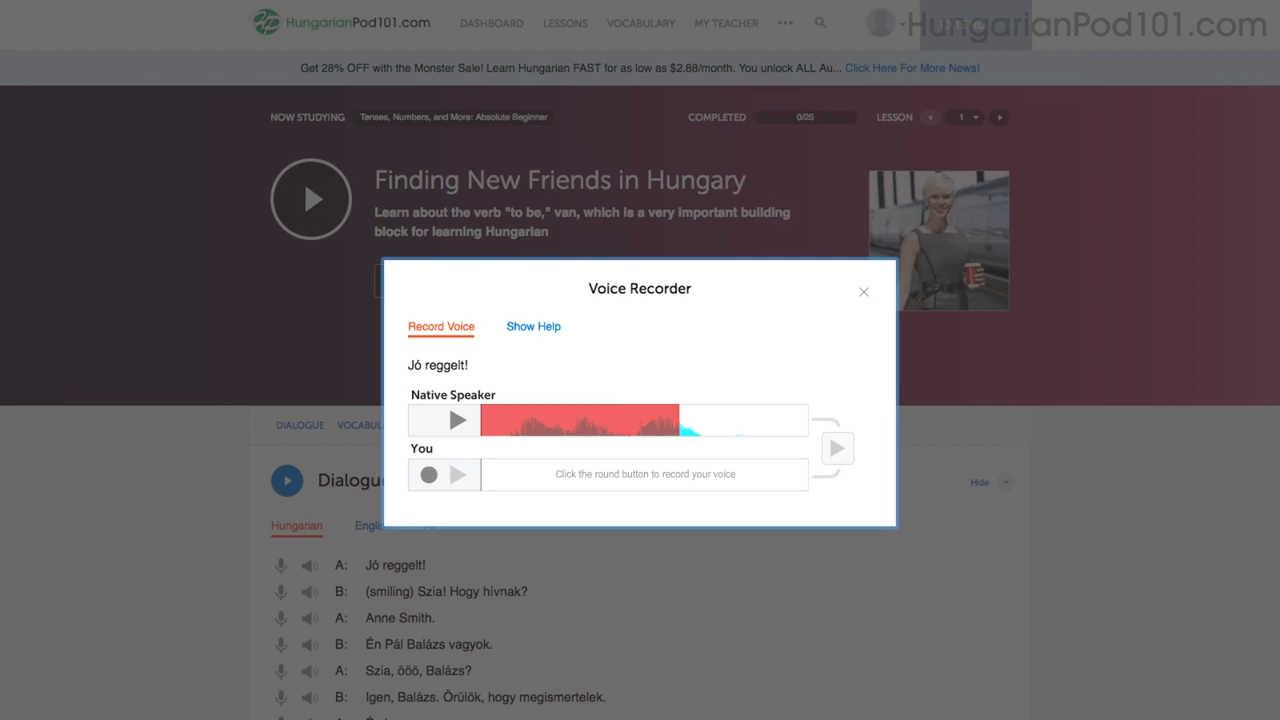 HungarianPod101.com
DASHBOARD LESSONS VOCABULARY MY TEACHER •••
HungarianPod101.com
Get 28% OFF with the Monster Sale! Learn Hungarian FAST for as low as $2.88/month. You unlock ALL Au... Click Here For More News!
NOW STUDYING Tenses, Numbers, and More: Absolute Beginner COMPLETED 0/25 LESSON 1
Finding New Friends in Hungary
Learn about the verb "to be," van, which is a very important building
block for learning Hungarian
Voice Recorder
Record Voice Show Help
Jó reggelt!
Native Speaker
You
Click the round button to record your voice
DIALOGUE
Hide
Hungarian
A: Jó reggelt!
B: (smiling) Szia! Hogy hívnak?
A: Anne Smith.
B: Én Pál Balázs vagyok.
A: Szia, ööö, Balázs?
B: Igen, Balázs. Örülök, hogy megismertelek.